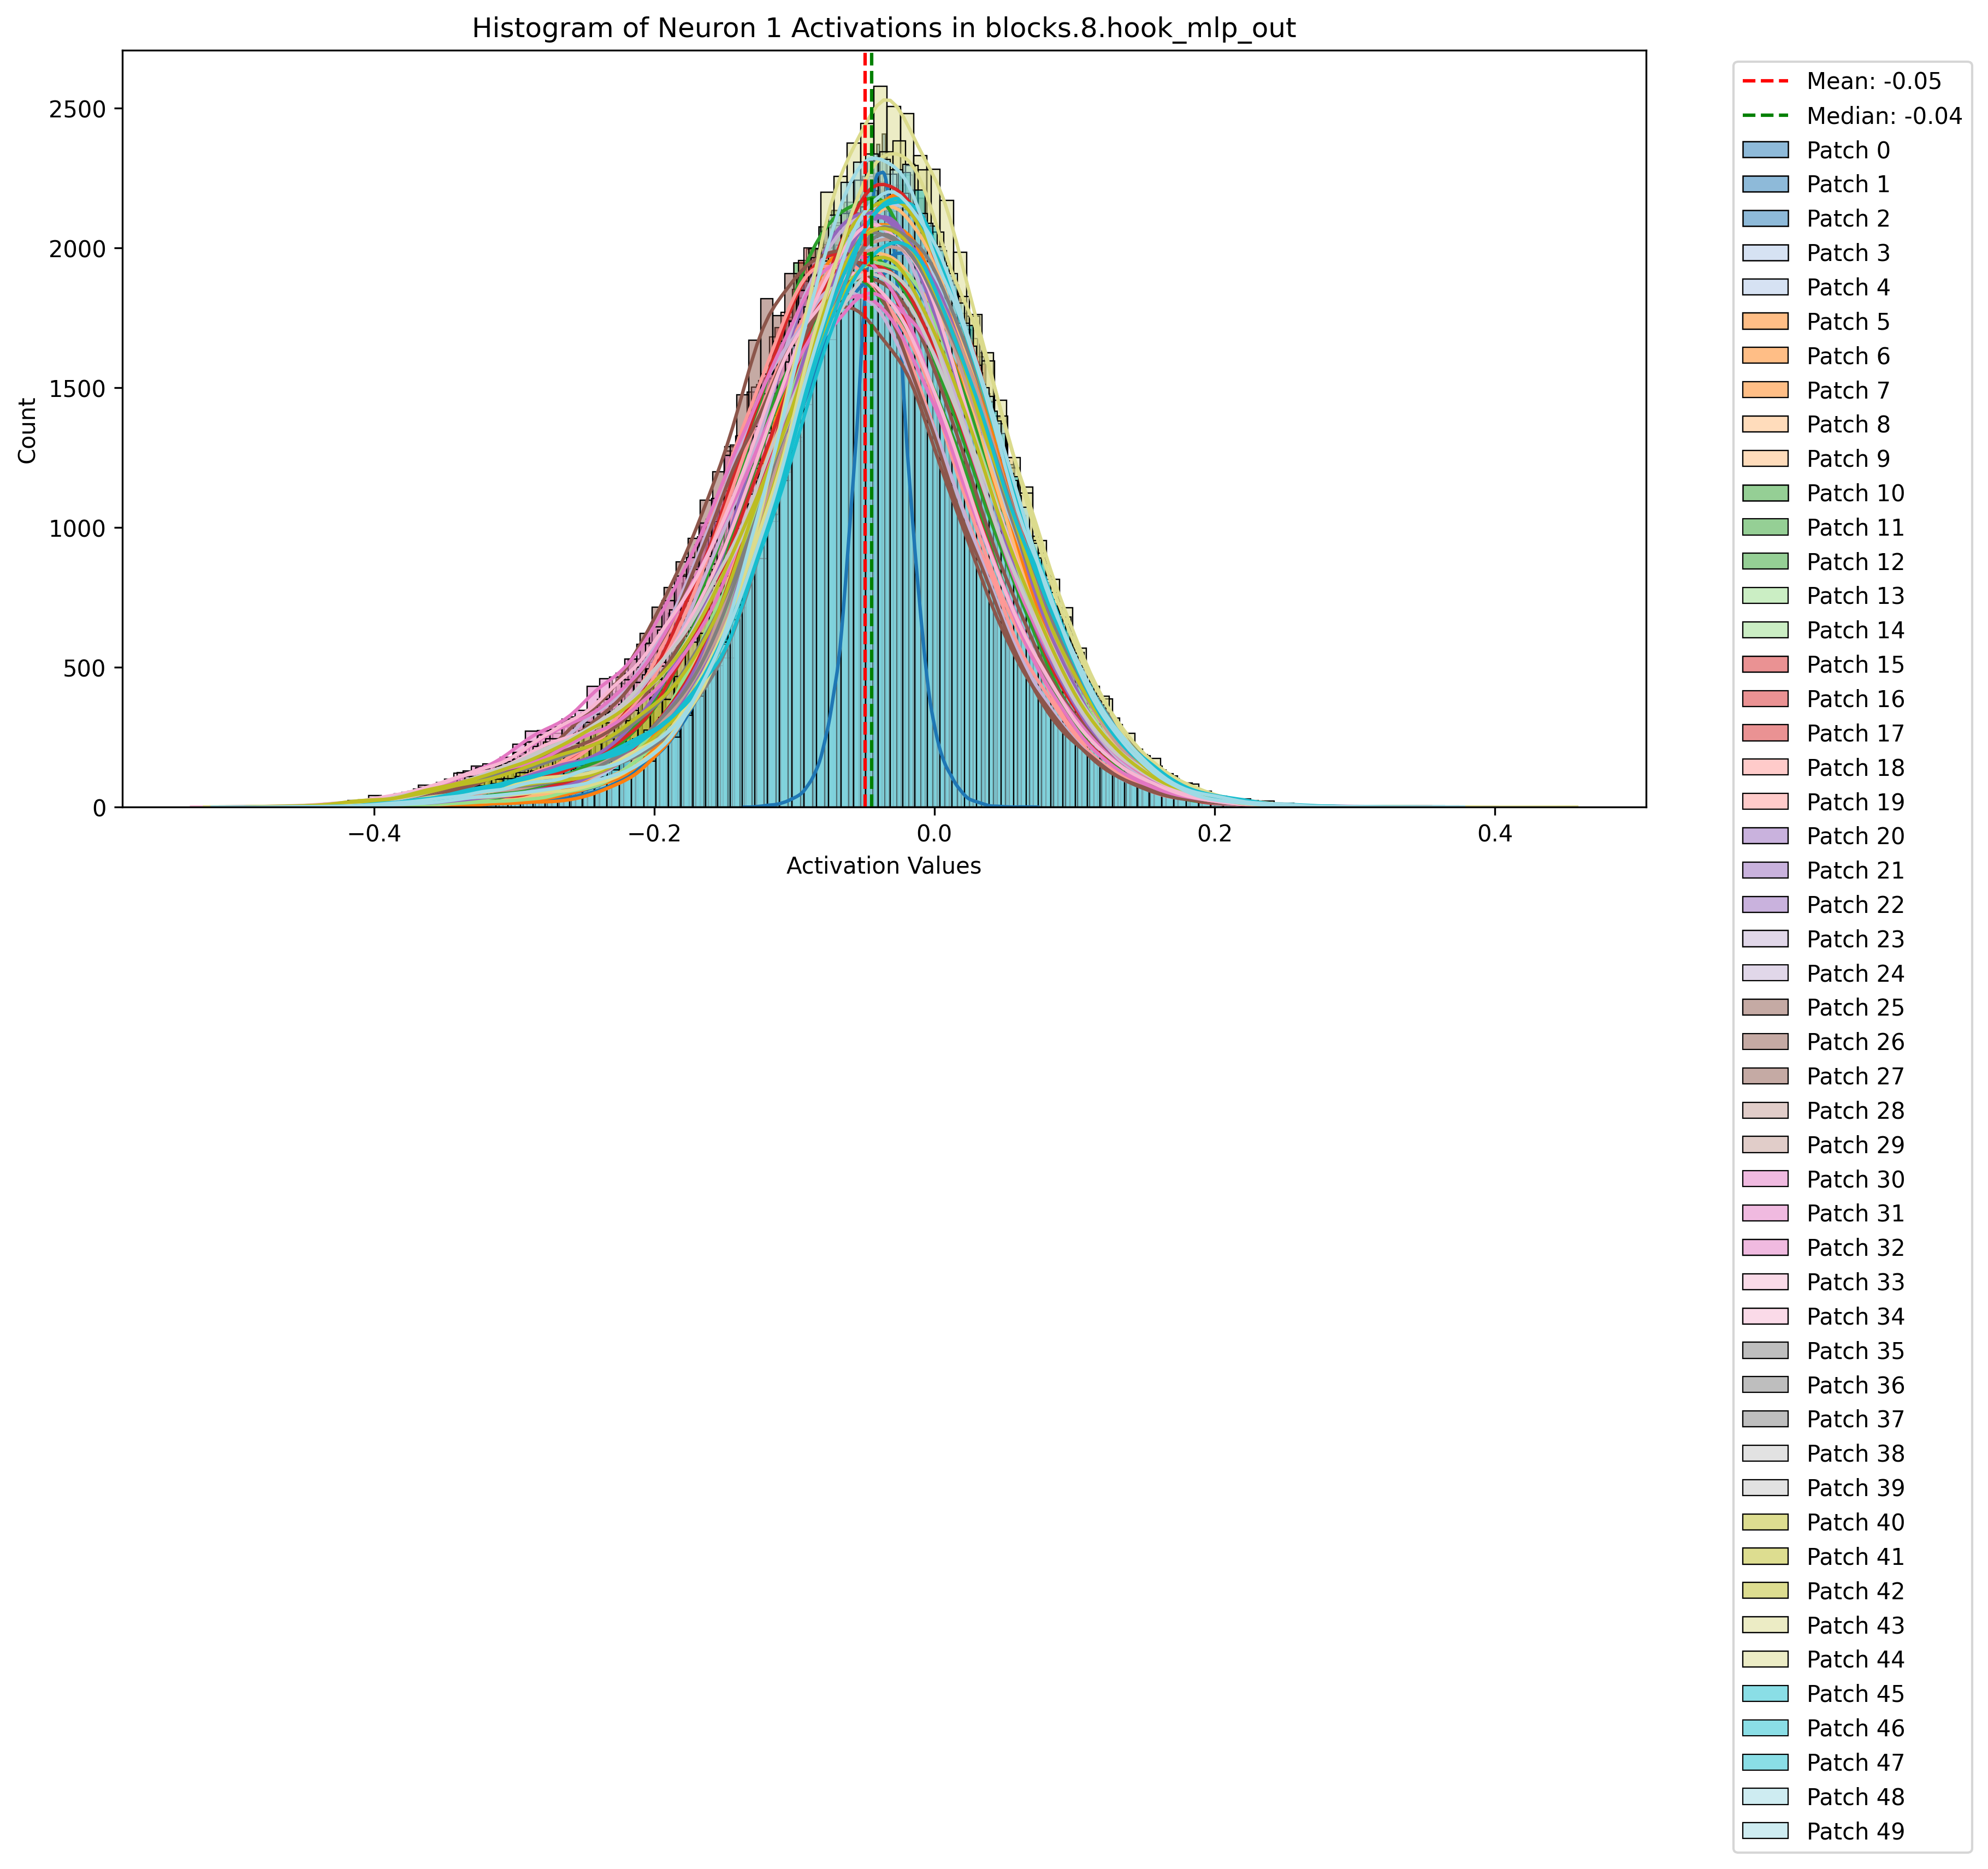 Histogram of Neuron 1 Activations in blocks.8.hook_mlp_out
Count
2500
2000
1500
1000
500
0
−0.4
−0.2
0.0
0.2
0.4
Activation Values
Mean: -0.05
Median: -0.04
Patch 0
Patch 1
Patch 2
Patch 3
Patch 4
Patch 5
Patch 6
Patch 7
Patch 8
Patch 9
Patch 10
Patch 11
Patch 12
Patch 13
Patch 14
Patch 15
Patch 16
Patch 17
Patch 18
Patch 19
Patch 20
Patch 21
Patch 22
Patch 23
Patch 24
Patch 25
Patch 26
Patch 27
Patch 28
Patch 29
Patch 30
Patch 31
Patch 32
Patch 33
Patch 34
Patch 35
Patch 36
Patch 37
Patch 38
Patch 39
Patch 40
Patch 41
Patch 42
Patch 43
Patch 44
Patch 45
Patch 46
Patch 47
Patch 48
Patch 49